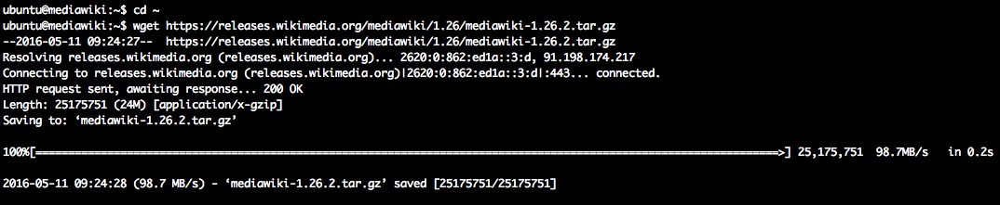 ubuntu@mediawiki:~$ cd ~
ubuntu@mediawiki:~$ wget https://releases.wikimedia.org/mediawiki/1.26/mediawiki-1.26.2.tar.gz
--2016-05-11 09:24:27--  https://releases.wikimedia.org/mediawiki/1.26/mediawiki-1.26.2.tar.gz
Resolving releases.wikimedia.org (releases.wikimedia.org)... 2620:0:862:ed1a::3:d, 91.198.174.217
Connecting to releases.wikimedia.org (releases.wikimedia.org)|2620:0:862:ed1a::3:d|:443... connected.
HTTP request sent, awaiting response... 200 OK
Length: 25175751 (24M) [application/x-gzip]
Saving to: ‘mediawiki-1.26.2.tar.gz’
100%[======================================================================================================>] 25,175,751  98.7MB/s   in 0.2s
2016-05-11 09:24:28 (98.7 MB/s) - ‘mediawiki-1.26.2.tar.gz’ saved [25175751/25175751]